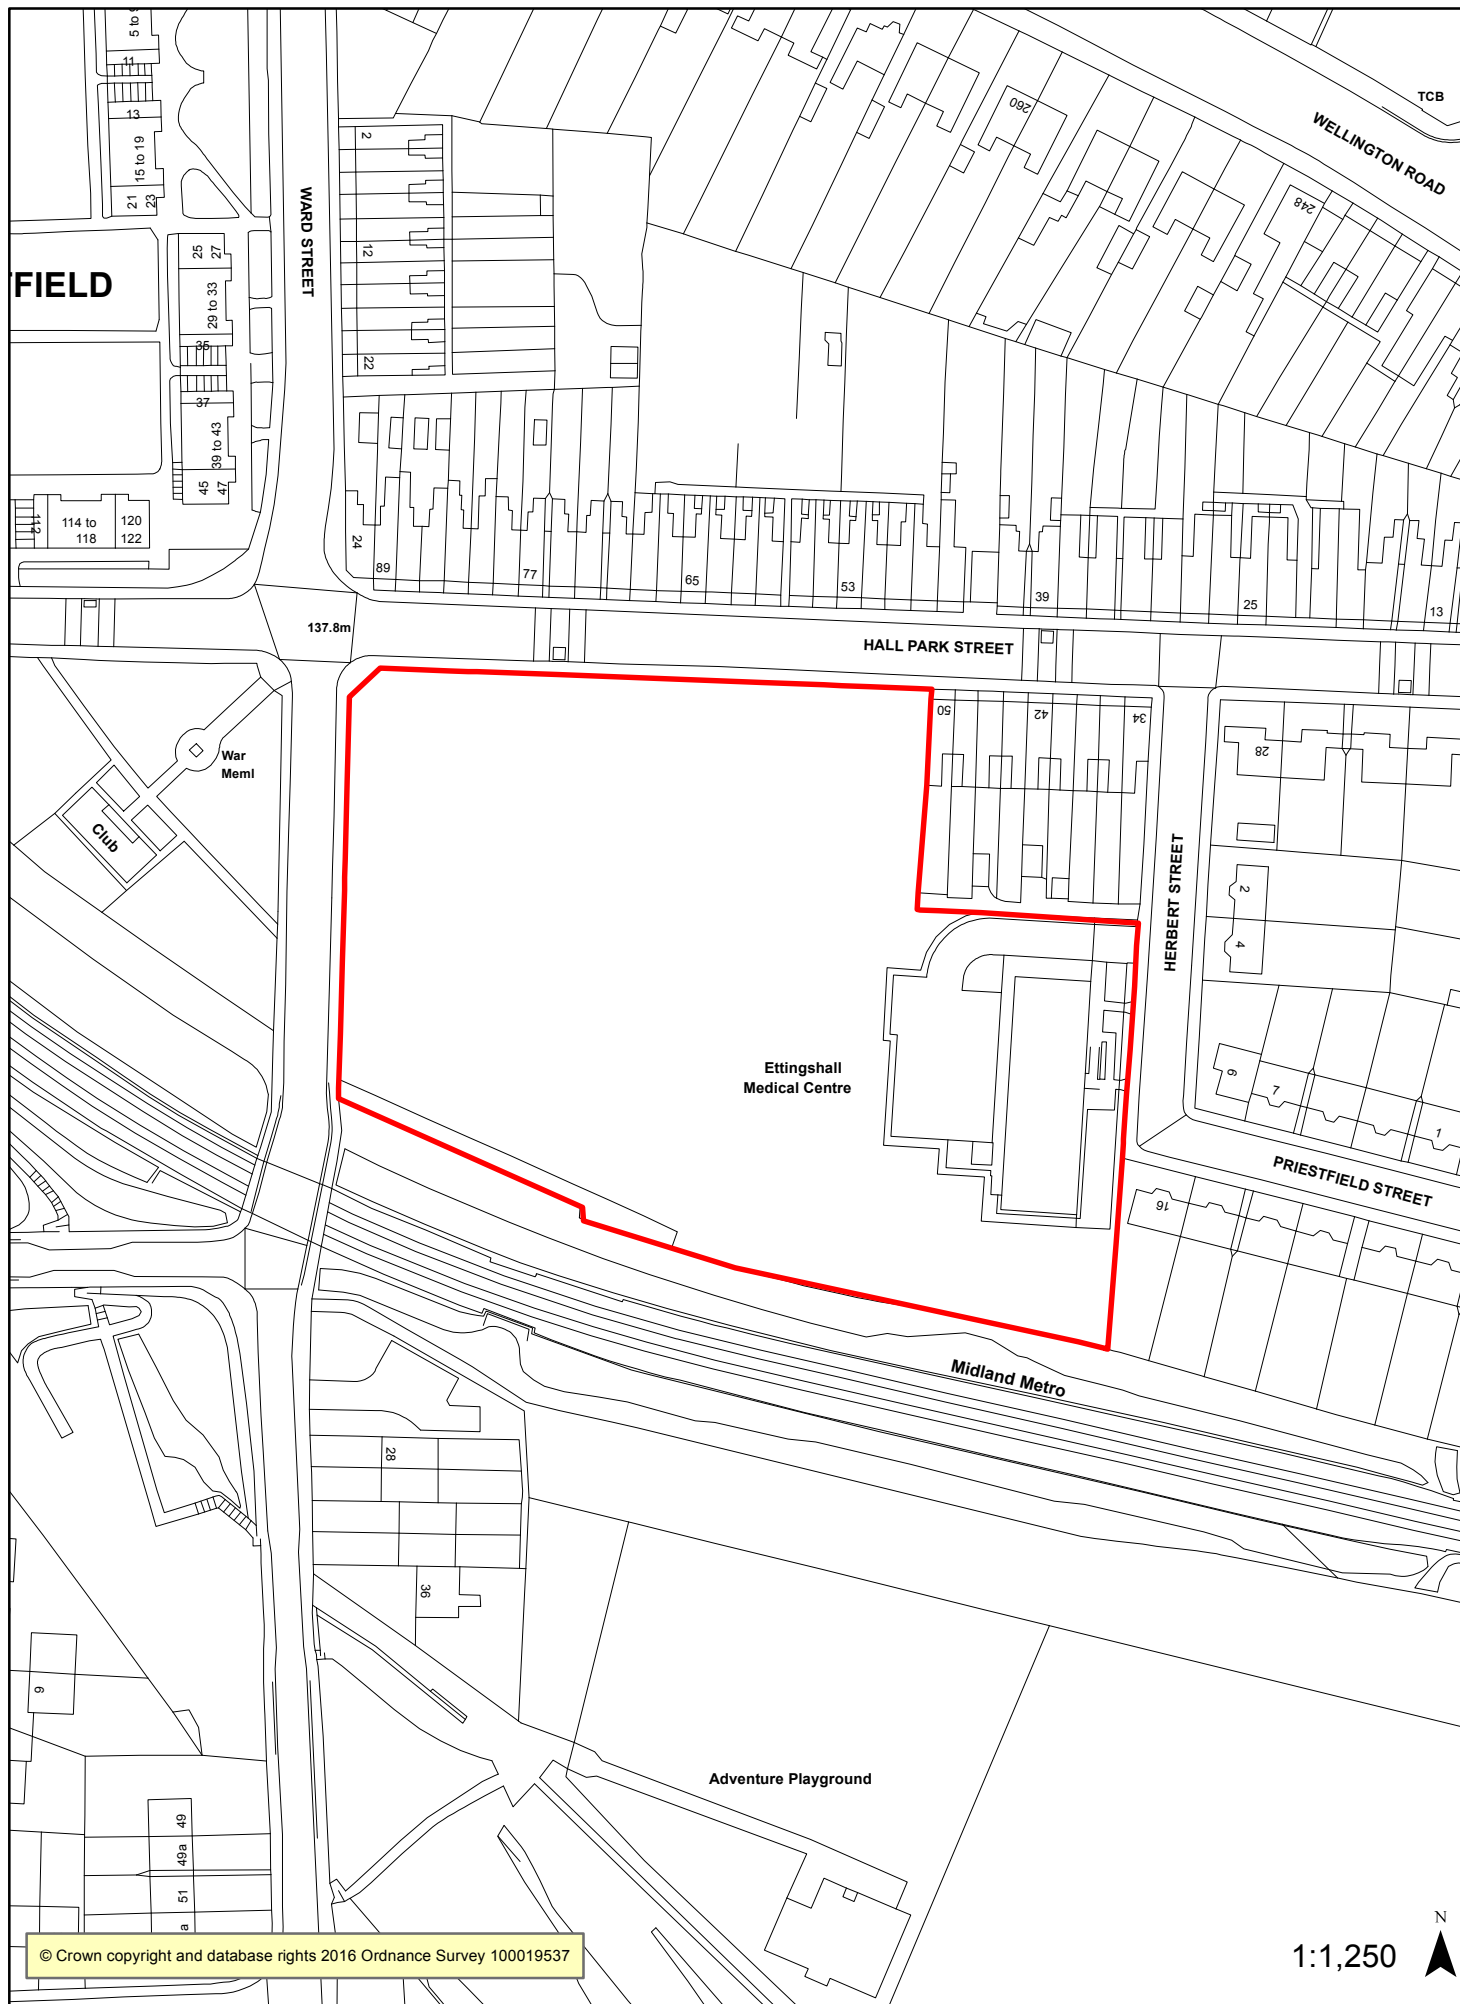 5 to 9
11
13
15 to 19
21
23
25
27
29 to 33
35
37
39 to 43
45
47
112
114 to
118
120
122
FIELD
WARD STREET
2
12
22
24
89
77
65
53
39
25
13
260
248
TCB
WELLINGTON ROAD
137.8m
HALL PARK STREET
50
42
34
28
War
Meml
Club
HERBERT STREET
2
4
6
7
1
Ettingshall
Medical Centre
PRIESTFIELD STREET
16
Midland Metro
28
36
9
Adventure Playground
49
49a
51
a
© Crown copyright and database rights 2016 Ordnance Survey 100019537
1:1,250
N